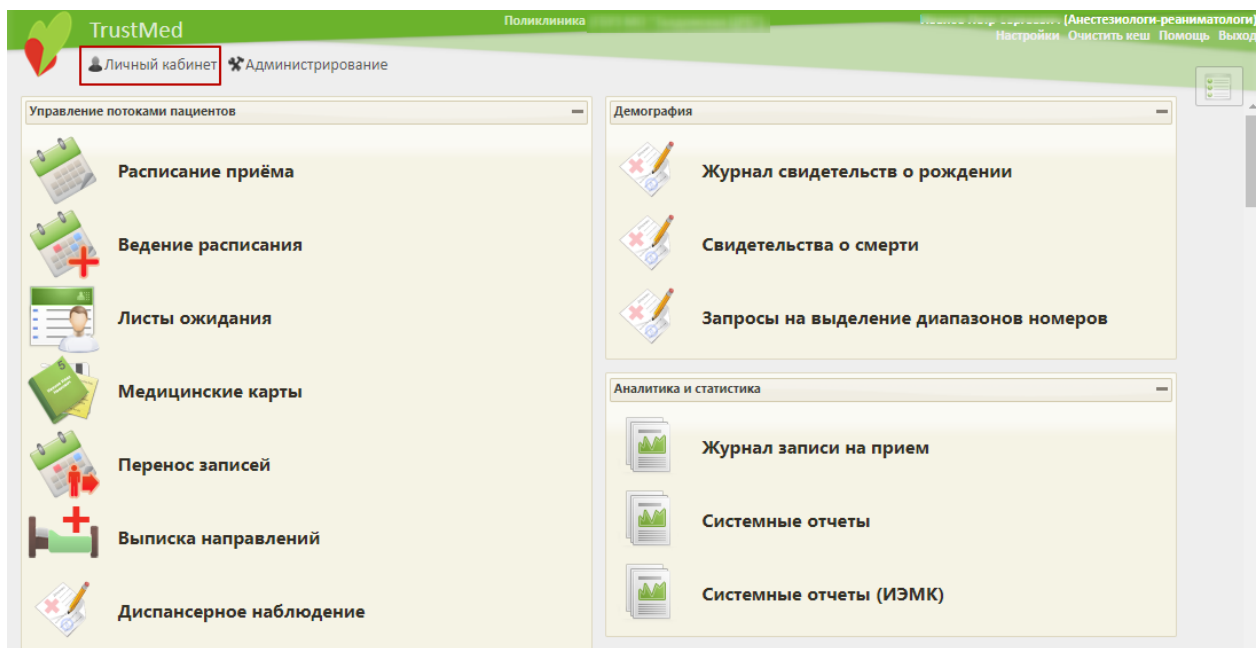 TrustMed
Поликлиника
(Анестезиологи-реаниматологи)
Настройки Очистить кеш Помощь Выход
Личный кабинет Администрирование
Управление потоками пациентов
Расписание приёма
Ведение расписания
Листы ожидания
5
Медицинские карты
Перенос записей
Выписка направлений
Диспансерное наблюдение
Демография
Журнал свидетельств о рождении
Свидетельства о смерти
Запросы на выделение диапазонов номеров
Аналитика и статистика
Журнал записи на прием
Системные отчеты
Системные отчеты (ИЭМК)